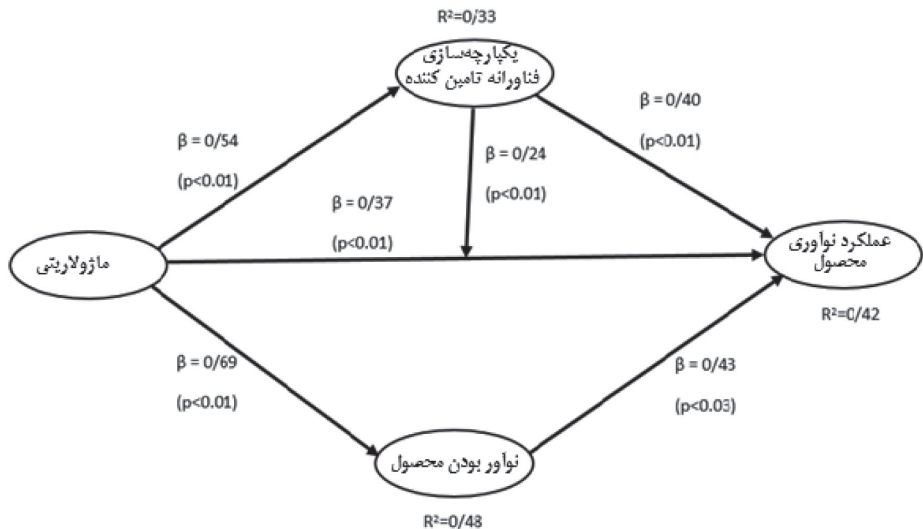 R²=0/33
یکپارچه‌سازی
فناورانه تامین کننده
β = 0/54
(p<0.01)
β = 0/40
(p<0.01)
β = 0/24
(p<0.01)
β = 0/37
(p<0.01)
ماژولاریتی
عملکرد نوآوری
محصول
R²=0/42
β = 0/69
(p<0.01)
β = 0/43
(p<0.03)
نوآور بودن محصول
R²=0/48